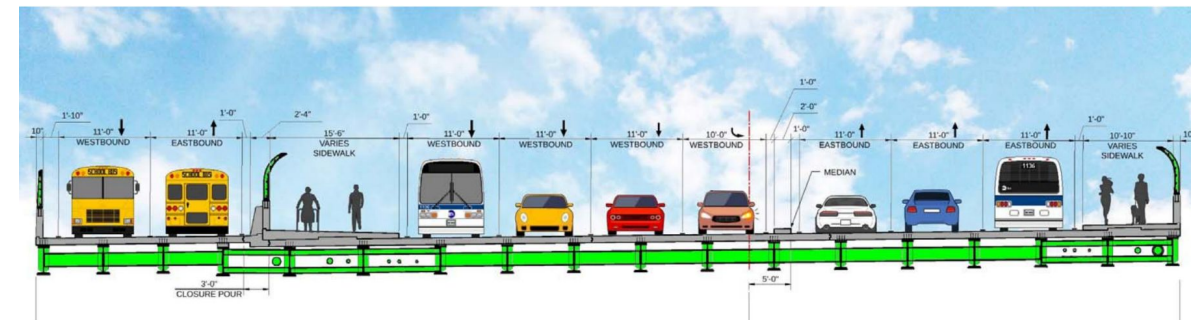 1'-0"
2'-0"
1'-10"
1'-0"
2'-4"
1'-0"
1'-0"
1'-0"
10"
11'-0"
WESTBOUND
11'-0"
EASTBOUND
15'-6"
VARIES
SIDEWALK
11'-0"
WESTBOUND
11'-0"
WESTBOUND
11'-0"
WESTBOUND
10'-0"
WESTBOUND
11'-0"
EASTBOUND
11'-0"
EASTBOUND
11'-0"
EASTBOUND
10'-10"
VARIES
SIDEWALK
10
SCHOOL BUS
SCHOOL BUS
1136
MEDIAN
3'-0"
CLOSURE POUR
5'-0"